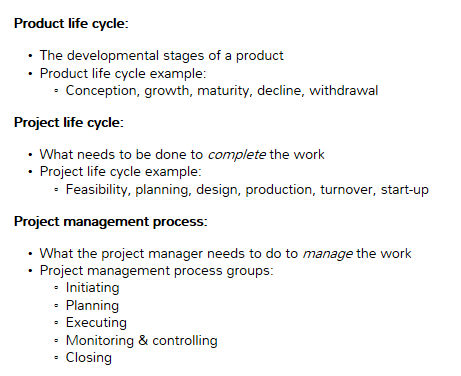 Product life cycle:
• The developmental stages of a product
• Product life cycle example:
◦ Conception, growth, maturity, decline, withdrawal
Project life cycle:
• What needs to be done to complete the work
• Project life cycle example:
◦ Feasibility, planning, design, production, turnover, start-up
Project management process:
• What the project manager needs to do to manage the work
• Project management process groups:
◦ Initiating
◦ Planning
◦ Executing
◦ Monitoring & controlling
◦ Closing